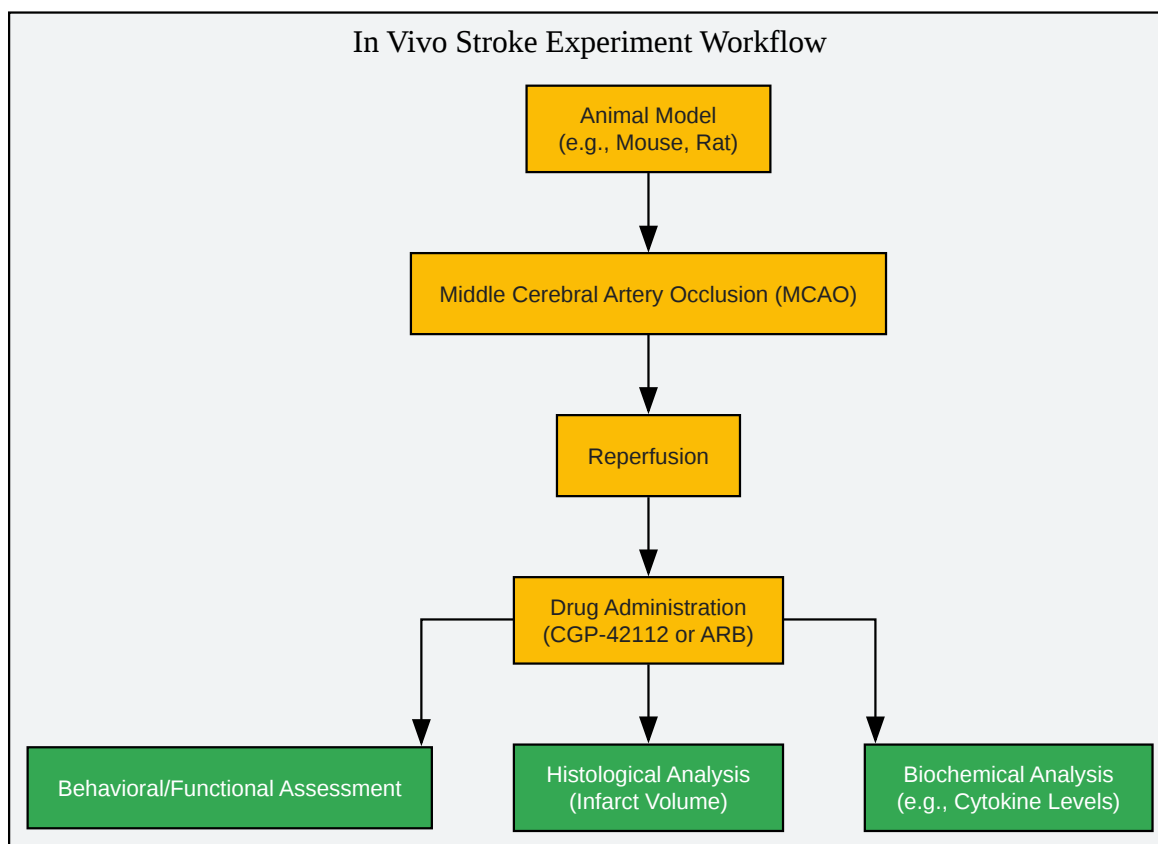 In Vivo Stroke Experiment Workflow
Animal Model
(e.g., Mouse, Rat)
Middle Cerebral Artery Occlusion (MCAO)
Reperfusion
Drug Administration
(CGP-42112 or ARB)
Behavioral/Functional Assessment
Histological Analysis
(Infarct Volume)
Biochemical Analysis
(e.g., Cytokine Levels)